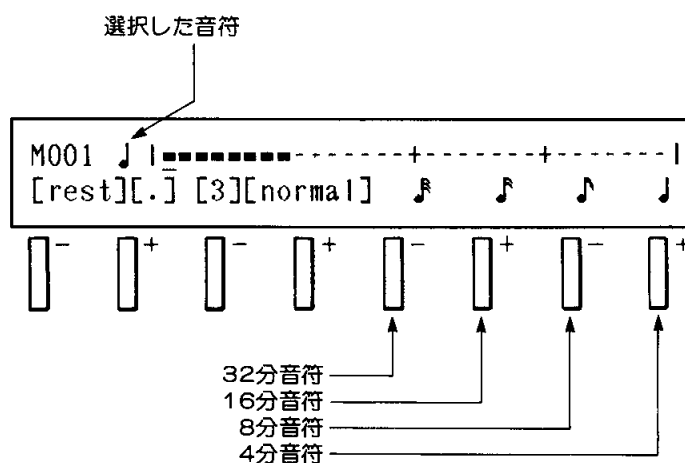 選択した音符
M001 ♩ |■■■■■■■■-------+-------+-------|
[rest][.] [3][normal] 𝅘𝅥𝅰 𝅘𝅥𝅯 ♪ ♩
- + - + - + - +
32分音符
16分音符
8分音符
4分音符